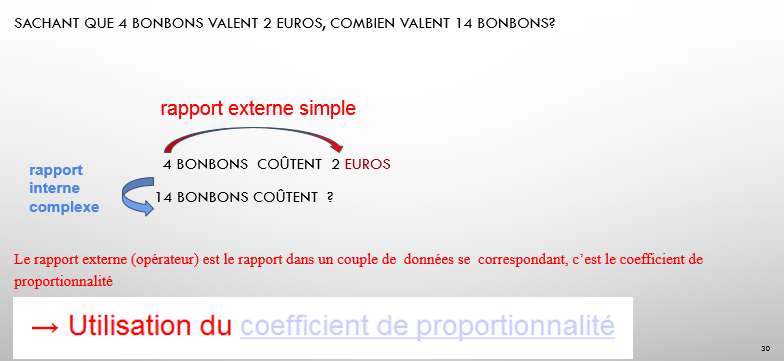 SACHANT QUE 4 BONBONS VALENT 2 EUROS, COMBIEN VALENT 14 BONBONS?
rapport externe simple
4 BONBONS COÛTENT 2 EUROS
rapport
interne
complexe
14 BONBONS COÛTENT ?
Le rapport externe (opérateur) est le rapport dans un couple de données se correspondant, c’est le coefficient de
proportionnalité
→ Utilisation du coefficient de proportionnalité
30